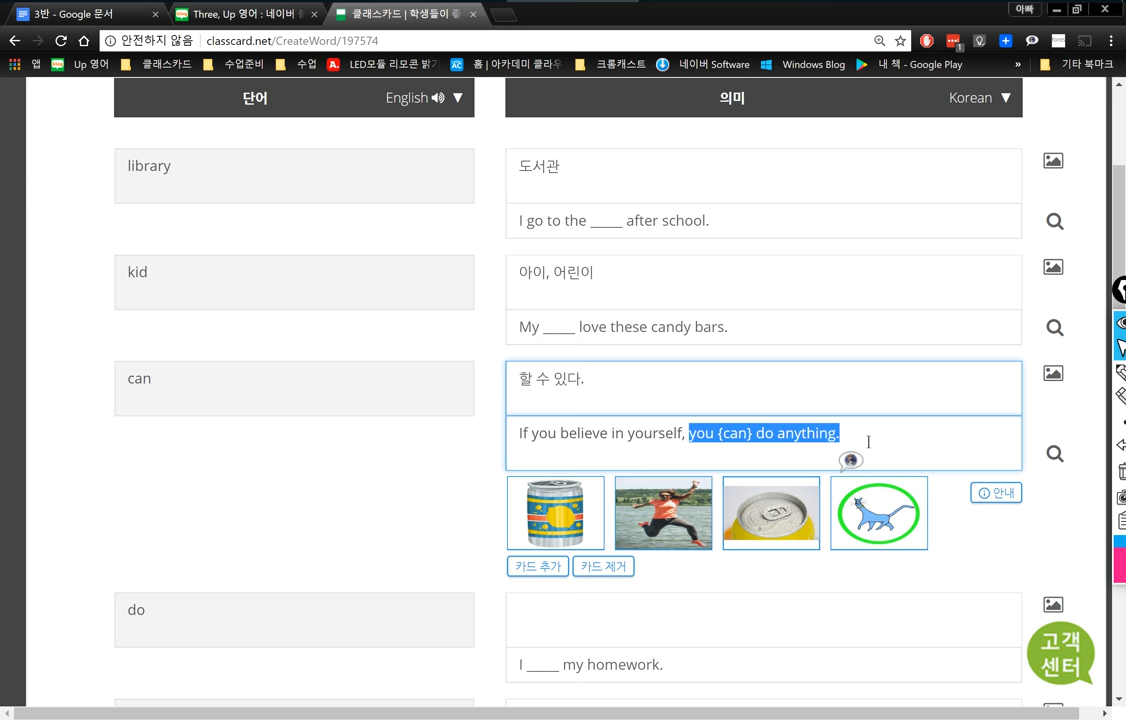 3반 - Google 문서
Three, Up 영어 : 네이버
클래스카드 | 학생들이 좋
아빠
안전하지 않음
classcard.net/CreateWord/197574
앱
Up 영어
클래스카드
수업준비
수업
LED모듈 리모콘 밝기
홈 | 아카데미 클라우
크롬캐스트
네이버 Software
Windows Blog
내 책 - Google Play
»
기타 북마크
단어
English ▼
의미
Korean ▼
library
도서관
I go to the _____ after school.
kid
아이, 어린이
My _____ love these candy bars.
can
할 수 있다.
If you believe in yourself, you {can} do anything.
안내
카드 추가
카드 제거
do
I _____ my homework.
고객
센터